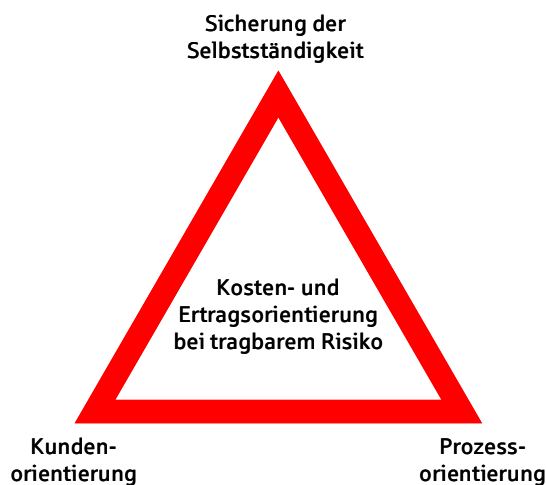 Sicherung der
Selbstständigkeit
Kosten- und
Ertragsorientierung
bei tragbarem Risiko
Kunden-
orientierung
Prozess-
orientierung